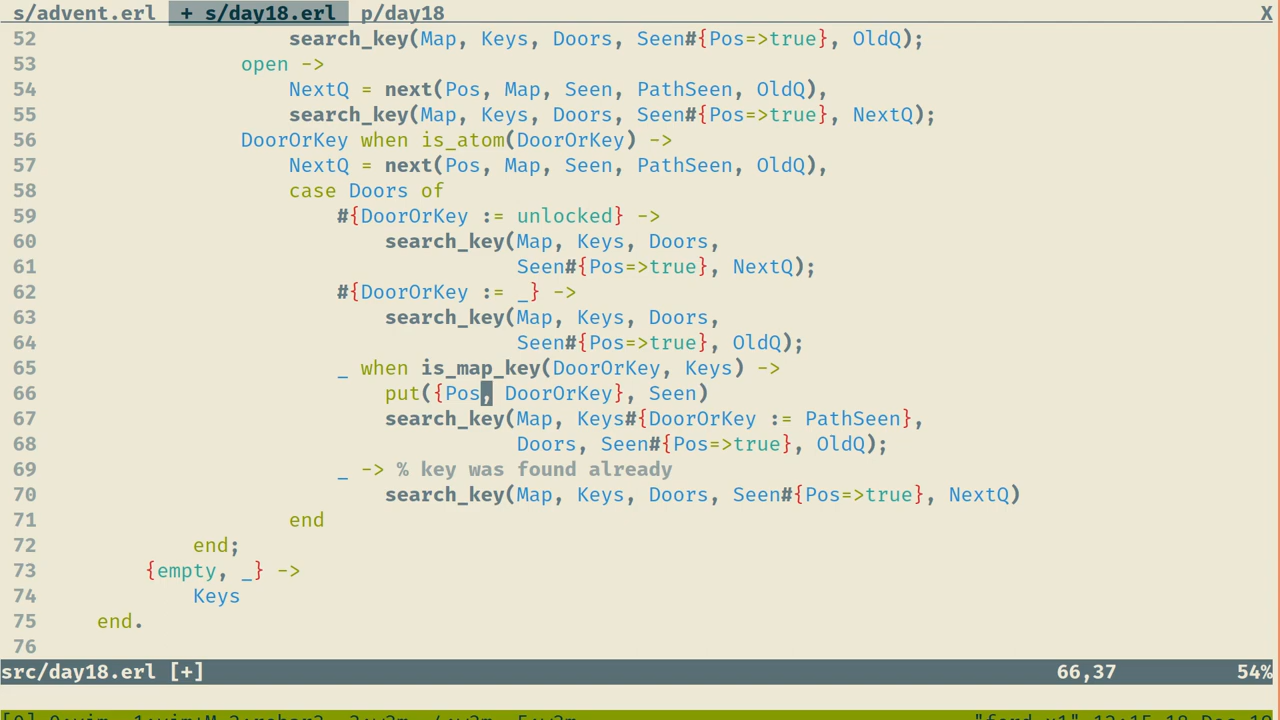 s/advent.erl + s/day18.erl p/day18 X
52 search_key(Map, Keys, Doors, Seen#{Pos=>true}, OldQ);
53 open ->
54 NextQ = next(Pos, Map, Seen, PathSeen, OldQ),
55 search_key(Map, Keys, Doors, Seen#{Pos=>true}, NextQ);
56 DoorOrKey when is_atom(DoorOrKey) ->
57 NextQ = next(Pos, Map, Seen, PathSeen, OldQ),
58 case Doors of
59 #{DoorOrKey := unlocked} ->
60 search_key(Map, Keys, Doors,
61 Seen#{Pos=>true}, NextQ);
62 #{DoorOrKey := _} ->
63 search_key(Map, Keys, Doors,
64 Seen#{Pos=>true}, OldQ);
65 _ when is_map_key(DoorOrKey, Keys) ->
66 put({Pos, DoorOrKey}, Seen)
67 search_key(Map, Keys#{DoorOrKey := PathSeen},
68 Doors, Seen#{Pos=>true}, OldQ);
69 _ -> % key was found already
70 search_key(Map, Keys, Doors, Seen#{Pos=>true}, NextQ)
71 end
72 end;
73 {empty, _} ->
74 Keys
75 end.
76
src/day18.erl [+] 66,37 54%